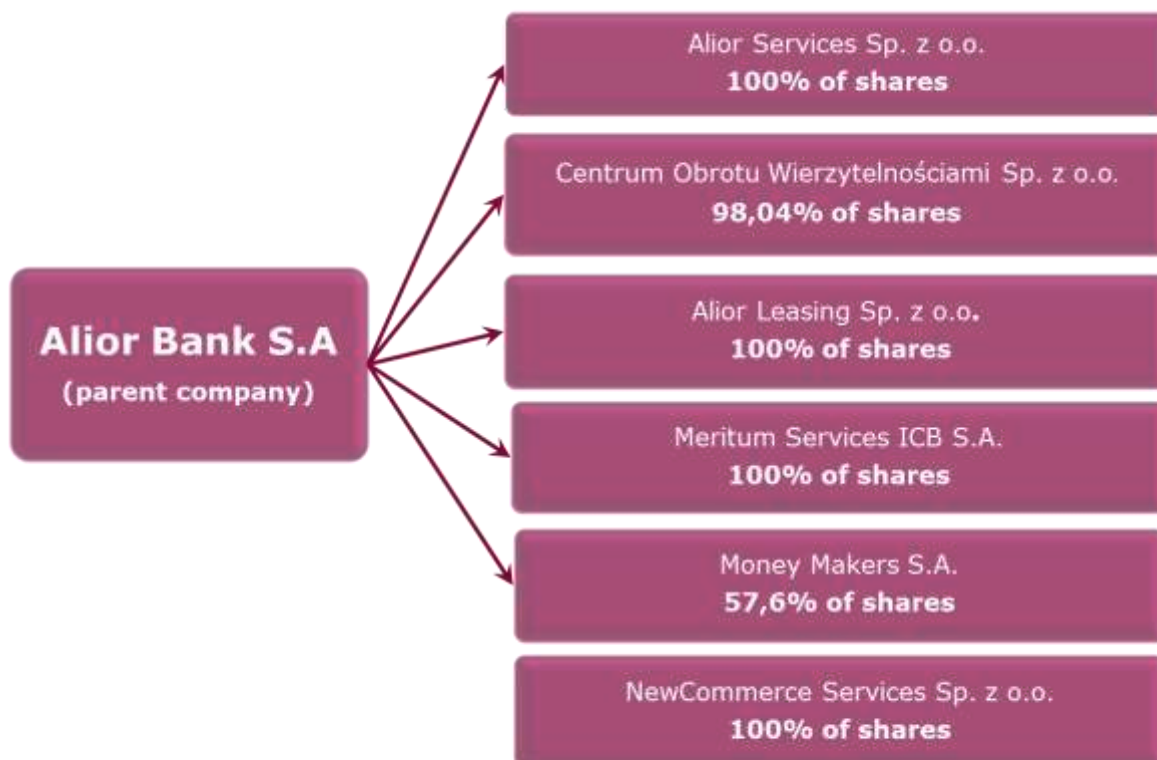 Alior Services Sp. z o.o.
100% of shares
Centrum Obrotu Wierzytelnościami Sp. z o.o.
98,04% of shares
Alior Bank S.A
(parent company)
Alior Leasing Sp. z o.o.
100% of shares
Meritum Services ICB S.A.
100% of shares
Money Makers S.A.
57,6% of shares
NewCommerce Services Sp. z o.o.
100% of shares